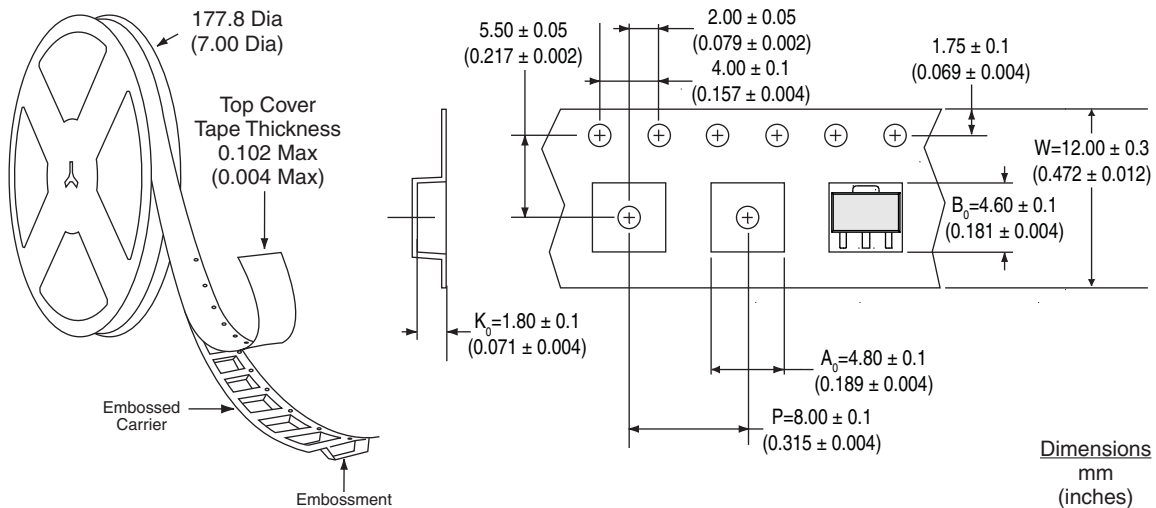 177.8 Dia
(7.00 Dia)
Top Cover
Tape Thickness
0.102 Max
(0.004 Max)
Embossed
Carrier
Embossment
5.50 ± 0.05
(0.217 ± 0.002)
2.00 ± 0.05
(0.079 ± 0.002)
4.00 ± 0.1
(0.157 ± 0.004)
1.75 ± 0.1
(0.069 ± 0.004)
W=12.00 ± 0.3
(0.472 ± 0.012)
B₀=4.60 ± 0.1
(0.181 ± 0.004)
K₀=1.80 ± 0.1
(0.071 ± 0.004)
A₀=4.80 ± 0.1
(0.189 ± 0.004)
P=8.00 ± 0.1
(0.315 ± 0.004)
Dimensions
mm
(inches)